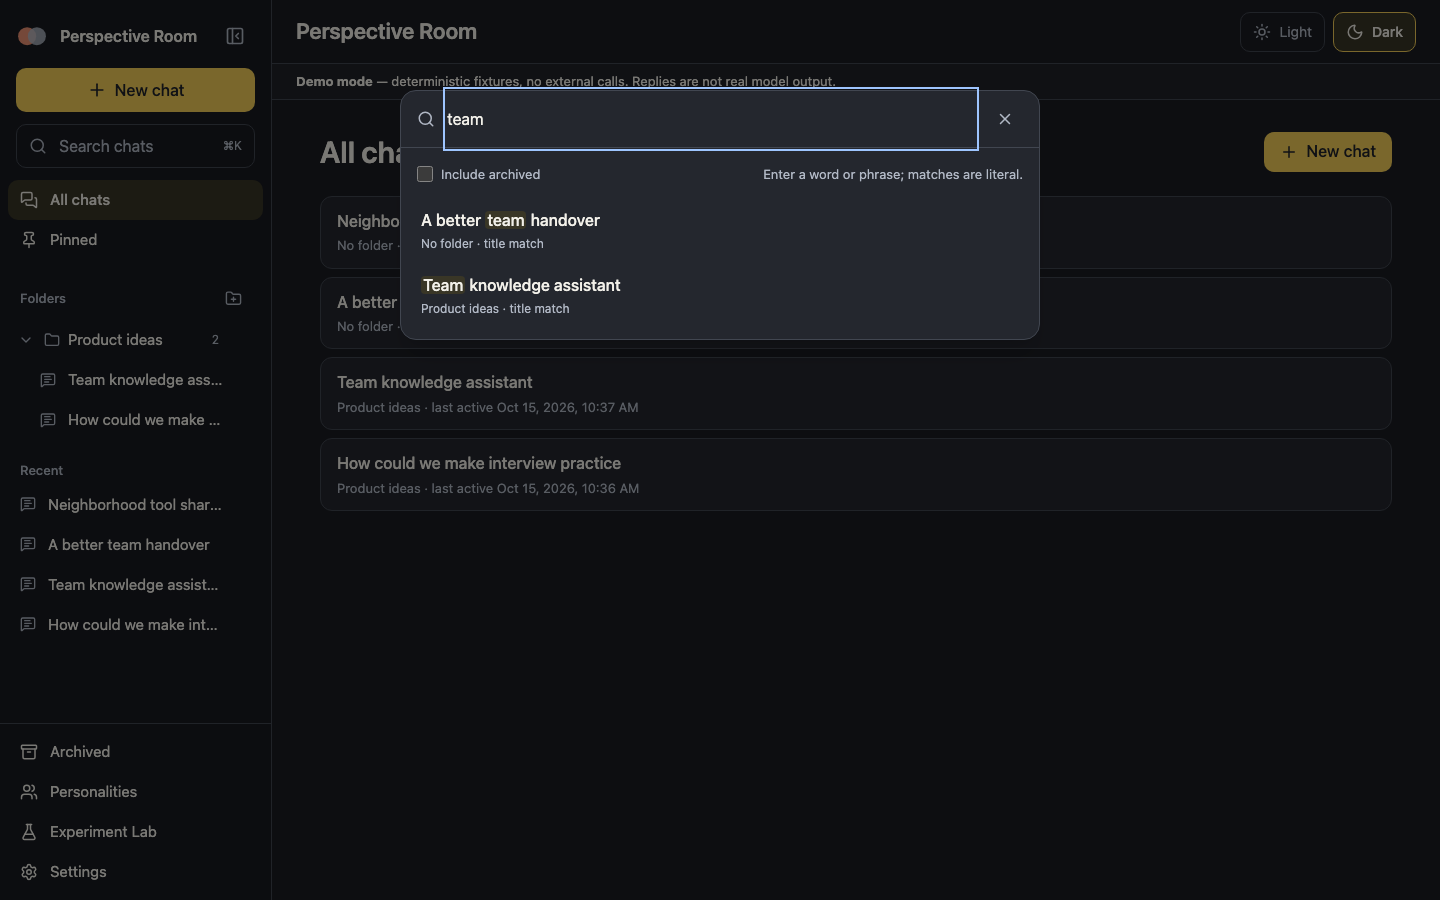 Perspective Room
New chat
Search chats ⌘K
All chats
Pinned
Folders
Product ideas 2
Team knowledge ass...
How could we make ...
Recent
Neighborhood tool shar...
A better team handover
Team knowledge assist...
How could we make int...
Archived
Personalities
Experiment Lab
Settings
Perspective Room
Light
Dark
Demo mode — deterministic fixtures, no external calls. Replies are not real model output.
All cha
New chat
team
Include archived
Enter a word or phrase; matches are literal.
A better team handover
No folder · title match
Team knowledge assistant
Product ideas · title match
Neighbo
No folder ·
A better
No folder ·
Team knowledge assistant
Product ideas · last active Oct 15, 2026, 10:37 AM
How could we make interview practice
Product ideas · last active Oct 15, 2026, 10:36 AM